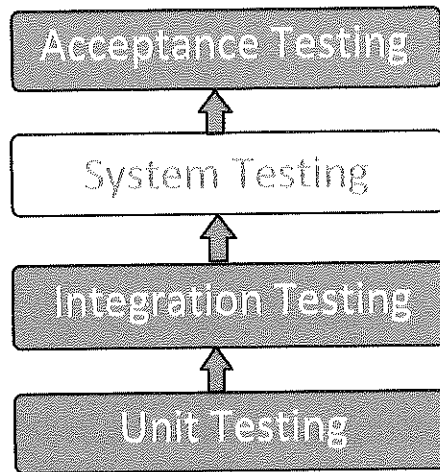 Acceptance Testing
System Testing
Integration Testing
Unit Testing